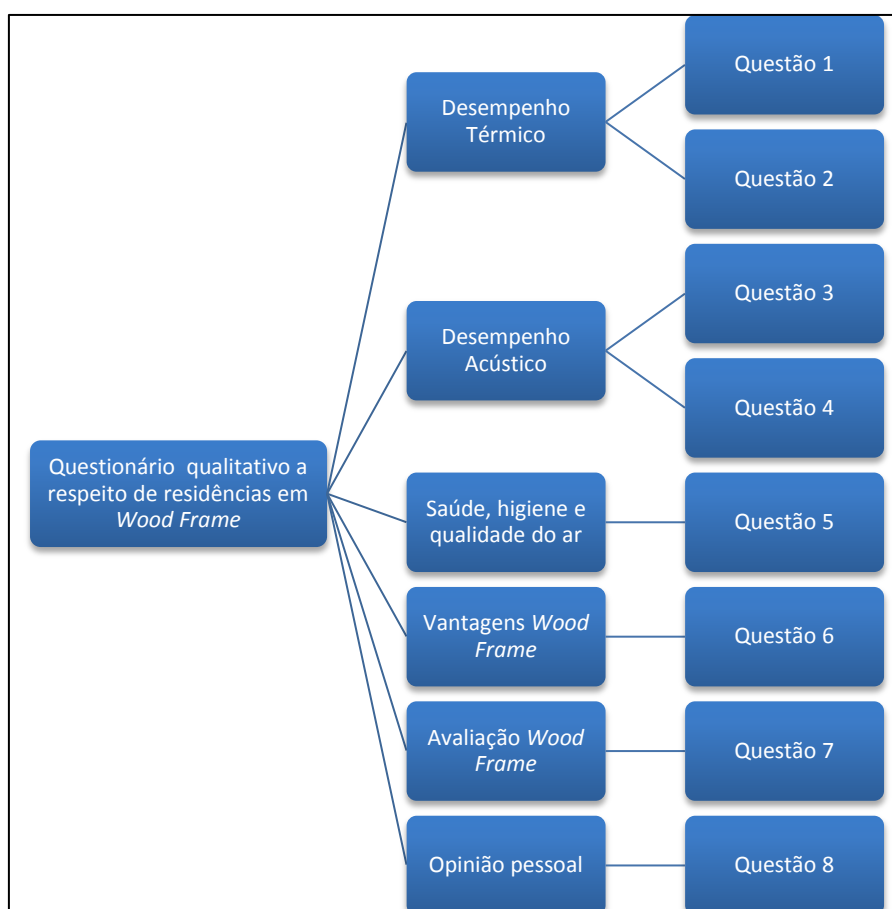 Questionário qualitativo a
respeito de residências em
Wood Frame
Desempenho
Térmico
Questão 1
Questão 2
Desempenho
Acústico
Questão 3
Questão 4
Saúde, higiene e
qualidade do ar
Questão 5
Vantagens Wood
Frame
Questão 6
Avaliação Wood
Frame
Questão 7
Opinião pessoal
Questão 8